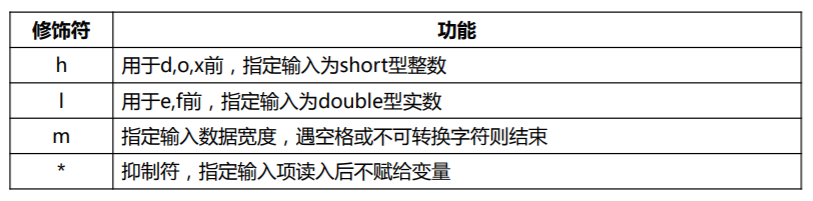 修饰符 功能
h 用于d,o,x前，指定输入为short型整数
l 用于e,f前，指定输入为double型实数
m 指定输入数据宽度，遇空格或不可转换字符则结束
* 抑制符，指定输入项读入后不赋给变量